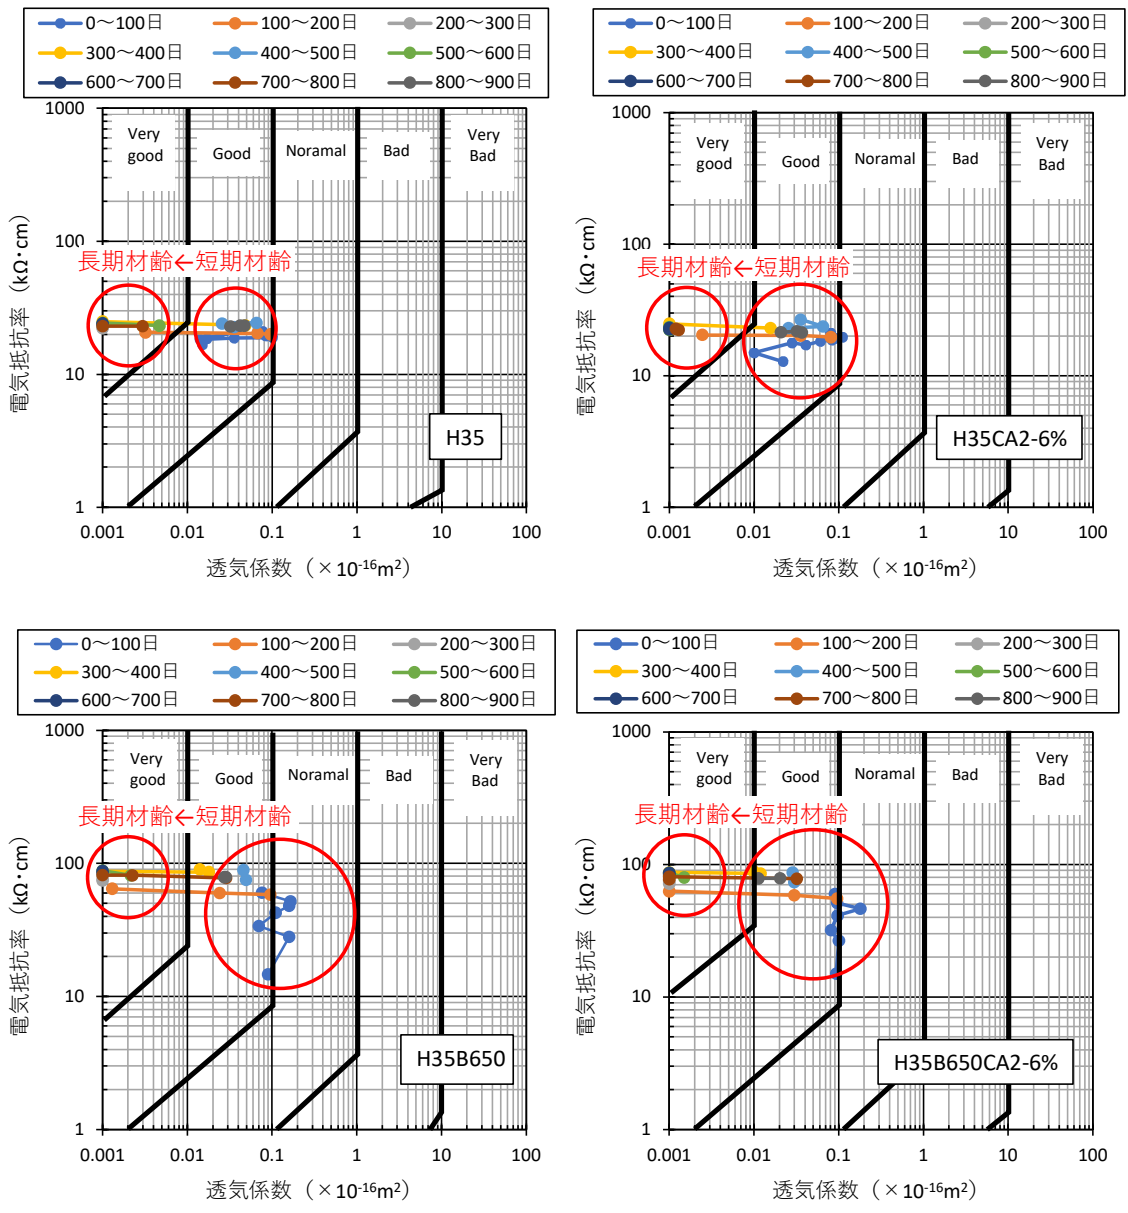 0～100日 100～200日 200～300日
300～400日 400～500日 500～600日
600～700日 700～800日 800～900日
1000
100
10
1
電気抵抗率（kΩ･cm）
Very good
Good
Noramal
Bad
Very Bad
長期材齢←短期材齢
H35
0.001 0.01 0.1 1 10 100
透気係数（×10-16m2）
0～100日 100～200日 200～300日
300～400日 400～500日 500～600日
600～700日 700～800日 800～900日
1000
100
10
1
電気抵抗率（kΩ･cm）
Very good
Good
Noramal
Bad
Very Bad
長期材齢←短期材齢
H35CA2-6%
0.001 0.01 0.1 1 10 100
透気係数（×10-16m2）
0～100日 100～200日 200～300日
300～400日 400～500日 500～600日
600～700日 700～800日 800～900日
1000
100
10
1
電気抵抗率（kΩ･cm）
Very good
Good
Noramal
Bad
Very Bad
長期材齢←短期材齢
H35B650
0.001 0.01 0.1 1 10 100
透気係数（×10-16m2）
0～100日 100～200日 200～300日
300～400日 400～500日 500～600日
600～700日 700～800日 800～900日
1000
100
10
1
電気抵抗率（kΩ･cm）
Very good
Good
Noramal
Bad
Very Bad
長期材齢←短期材齢
H35B650CA2-6%
0.001 0.01 0.1 1 10 100
透気係数（×10-16m2）